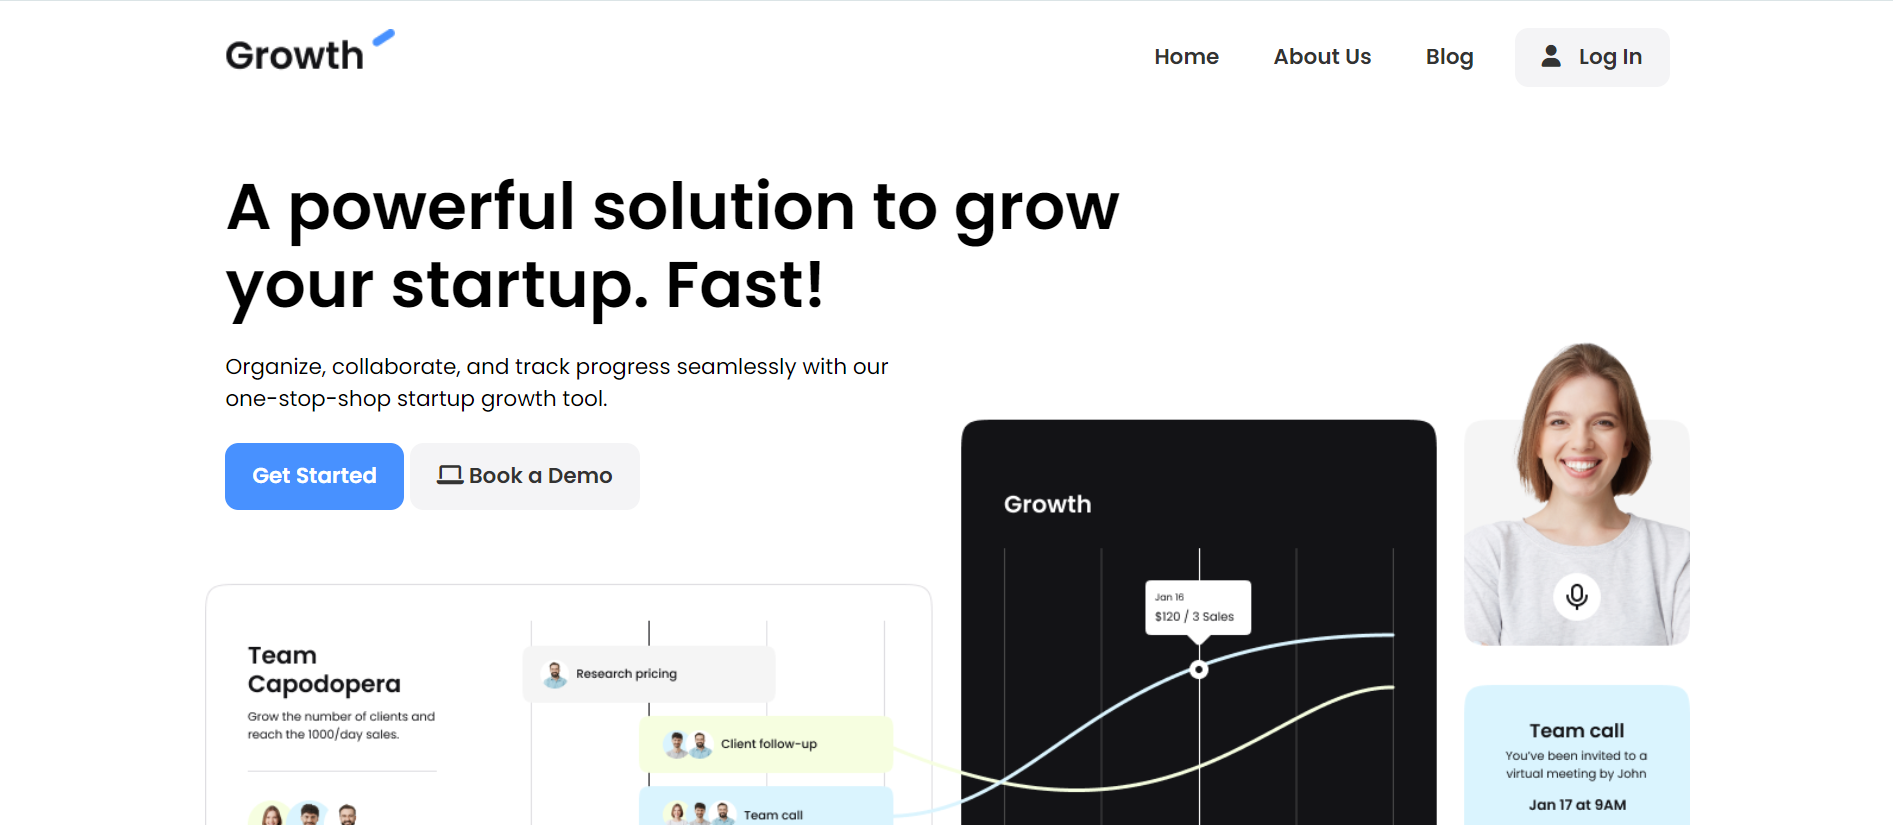 Growth
Home
About Us
Blog
Log In
A powerful solution to grow
your startup. Fast!
Organize, collaborate, and track progress seamlessly with our
one-stop-shop startup growth tool.
Get Started
Book a Demo
Team
Capodopera
Grow the number of clients and
reach the 1000/day sales.
Research pricing
Client follow-up
Team call
Growth
Jan 16
$120 / 3 Sales
Team call
You've been invited to a
virtual meeting by John
Jan 17 at 9AM